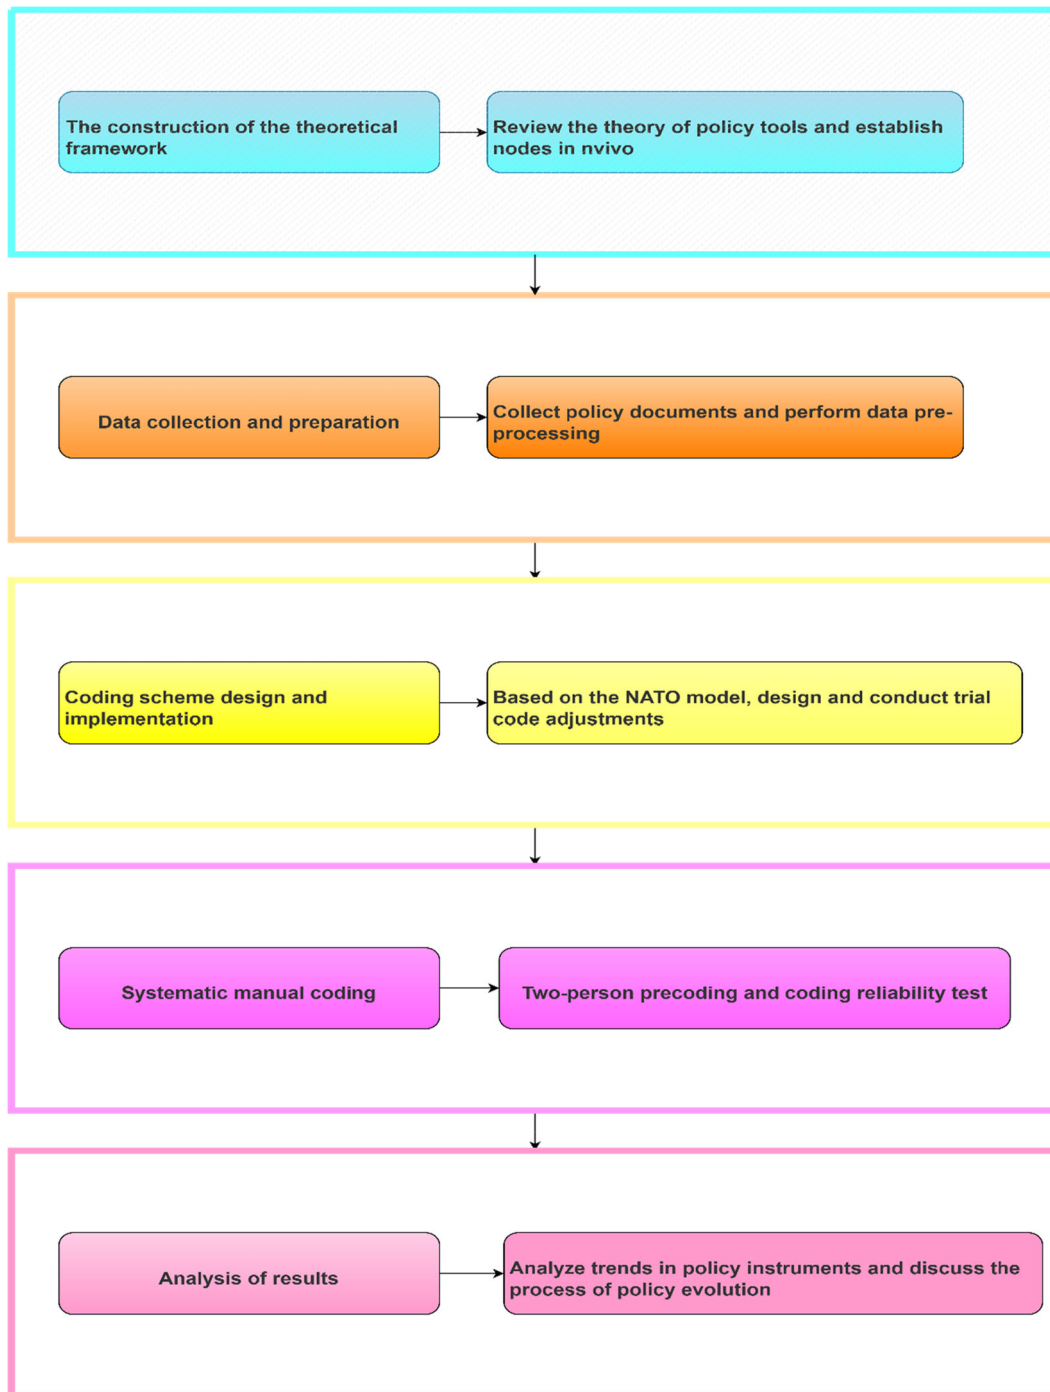 The construction of the theoretical
framework
Review the theory of policy tools and establish
nodes in nvivo
Data collection and preparation
Collect policy documents and perform data pre-
processing
Coding scheme design and
implementation
Based on the NATO model, design and conduct trial
code adjustments
Systematic manual coding
Two-person precoding and coding reliability test
Analysis of results
Analyze trends in policy instruments and discuss the
process of policy evolution